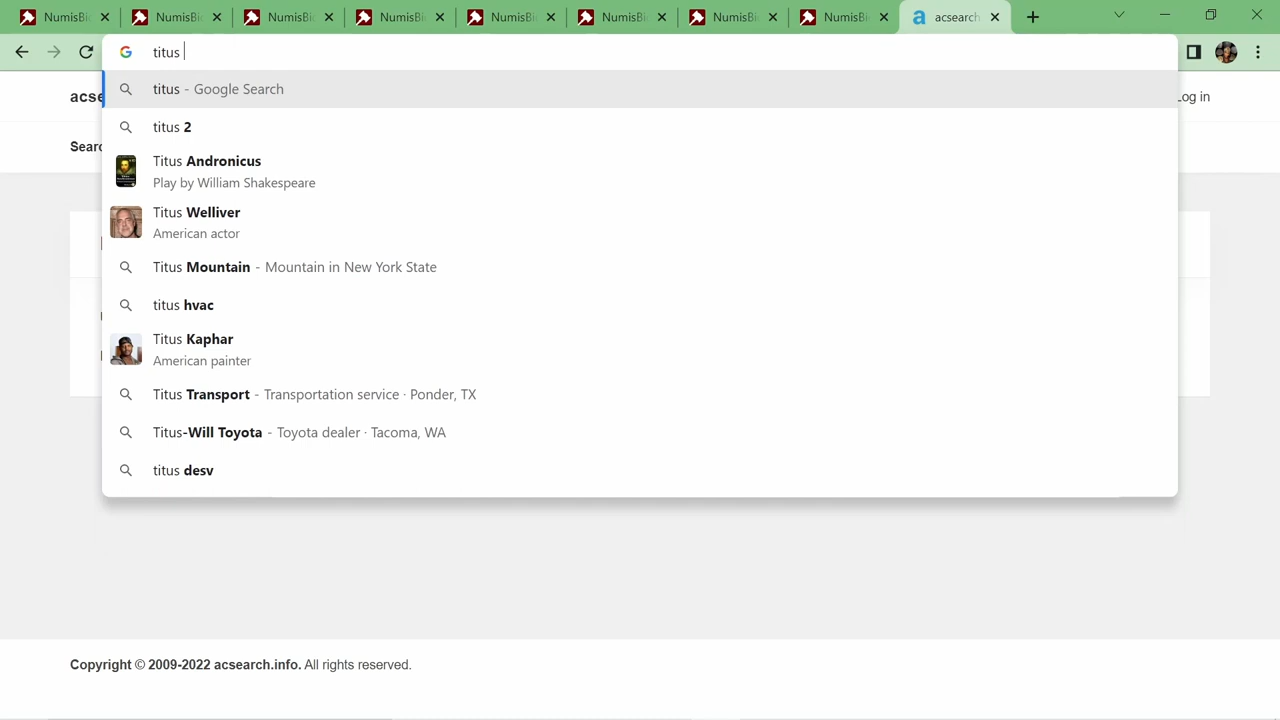 NumisBi
NumisBi
NumisBi
NumisBi
NumisBi
NumisBi
NumisBi
NumisBi
acsearch
titus
acse
Log in
titus - Google Search
titus 2
Searc
Titus Andronicus
Play by William Shakespeare
Titus Welliver
American actor
Titus Mountain - Mountain in New York State
titus hvac
Titus Kaphar
American painter
Titus Transport - Transportation service · Ponder, TX
Titus-Will Toyota - Toyota dealer · Tacoma, WA
titus desv
Copyright © 2009-2022 acsearch.info. All rights reserved.